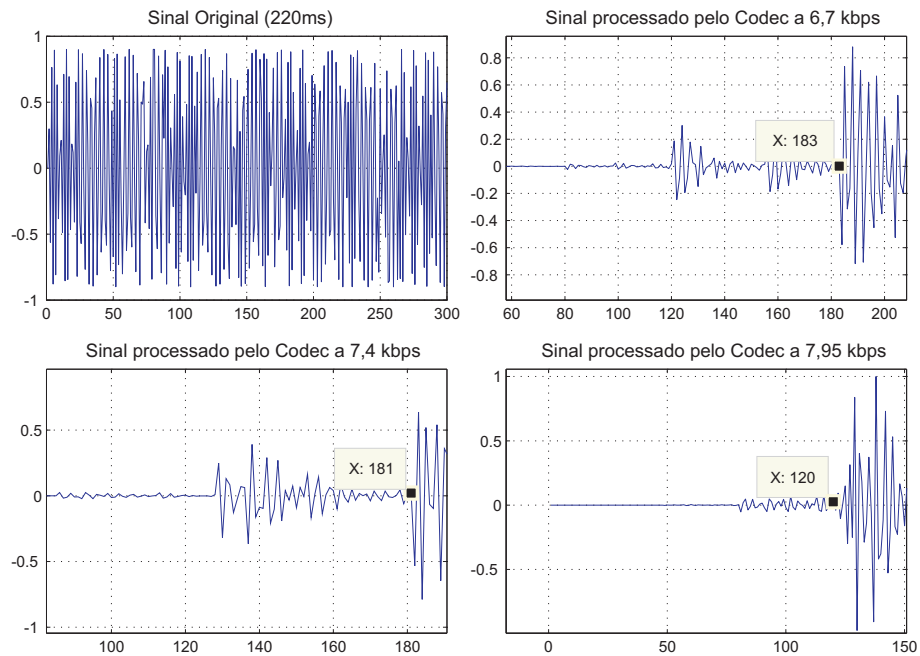 Sinal Original (220ms)
1
0.5
0
-0.5
-1
0 50 100 150 200 250 300
Sinal processado pelo Codec a 6,7 kbps
0.8
0.6
0.4
0.2
0
-0.2
-0.4
-0.6
-0.8
X: 183
60 80 100 120 140 160 180 200
Sinal processado pelo Codec a 7,4 kbps
0.5
0
-0.5
-1
X: 181
100 120 140 160 180
Sinal processado pelo Codec a 7,95 kbps
1
0.5
0
-0.5
X: 120
0 50 100 150